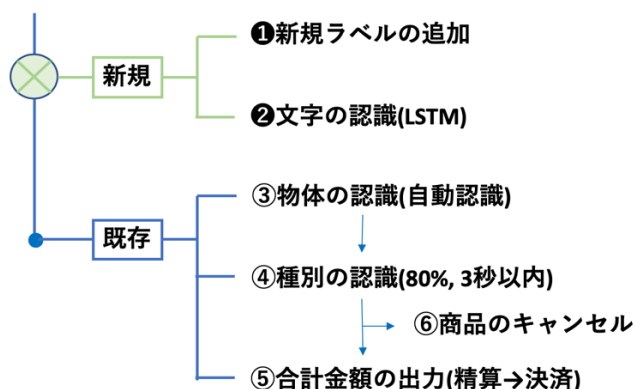 ❶新規ラベルの追加
新規
❷文字の認識(LSTM)
③物体の認識(自動認識)
既存
④種別の認識(80%, 3秒以内)
⑥商品のキャンセル
⑤合計金額の出力(精算→決済)